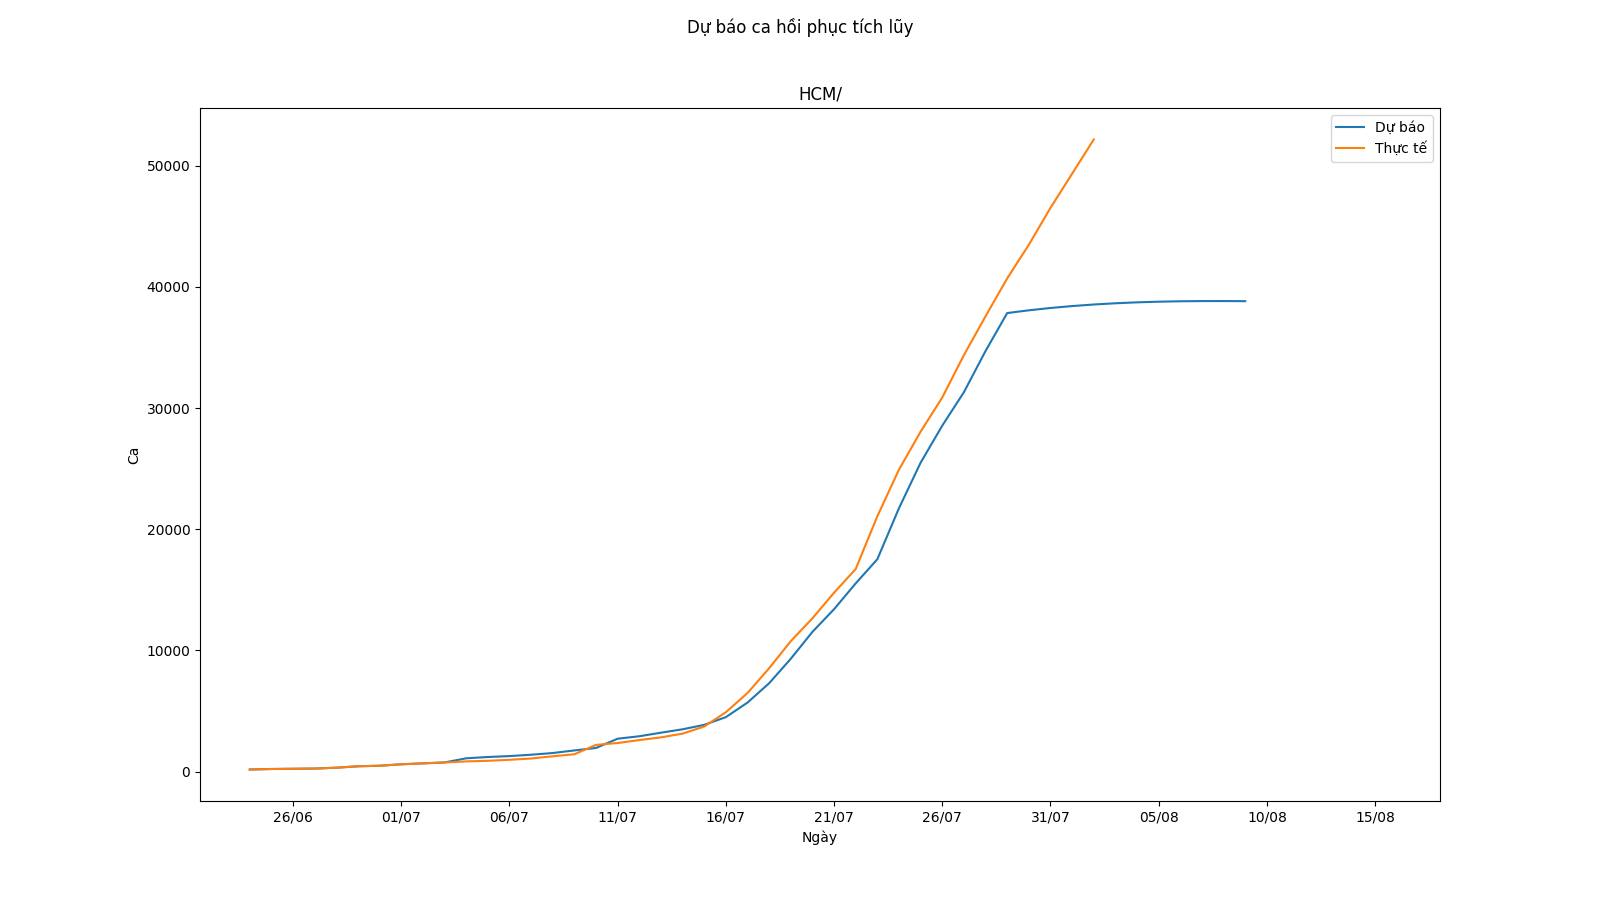 Dự báo ca hồi phục tích lũy
HCM/
Dự báo
Thực tế
50000
40000
30000
20000
10000
0
Ca
26/06
01/07
06/07
11/07
16/07
21/07
26/07
31/07
05/08
10/08
15/08
Ngày